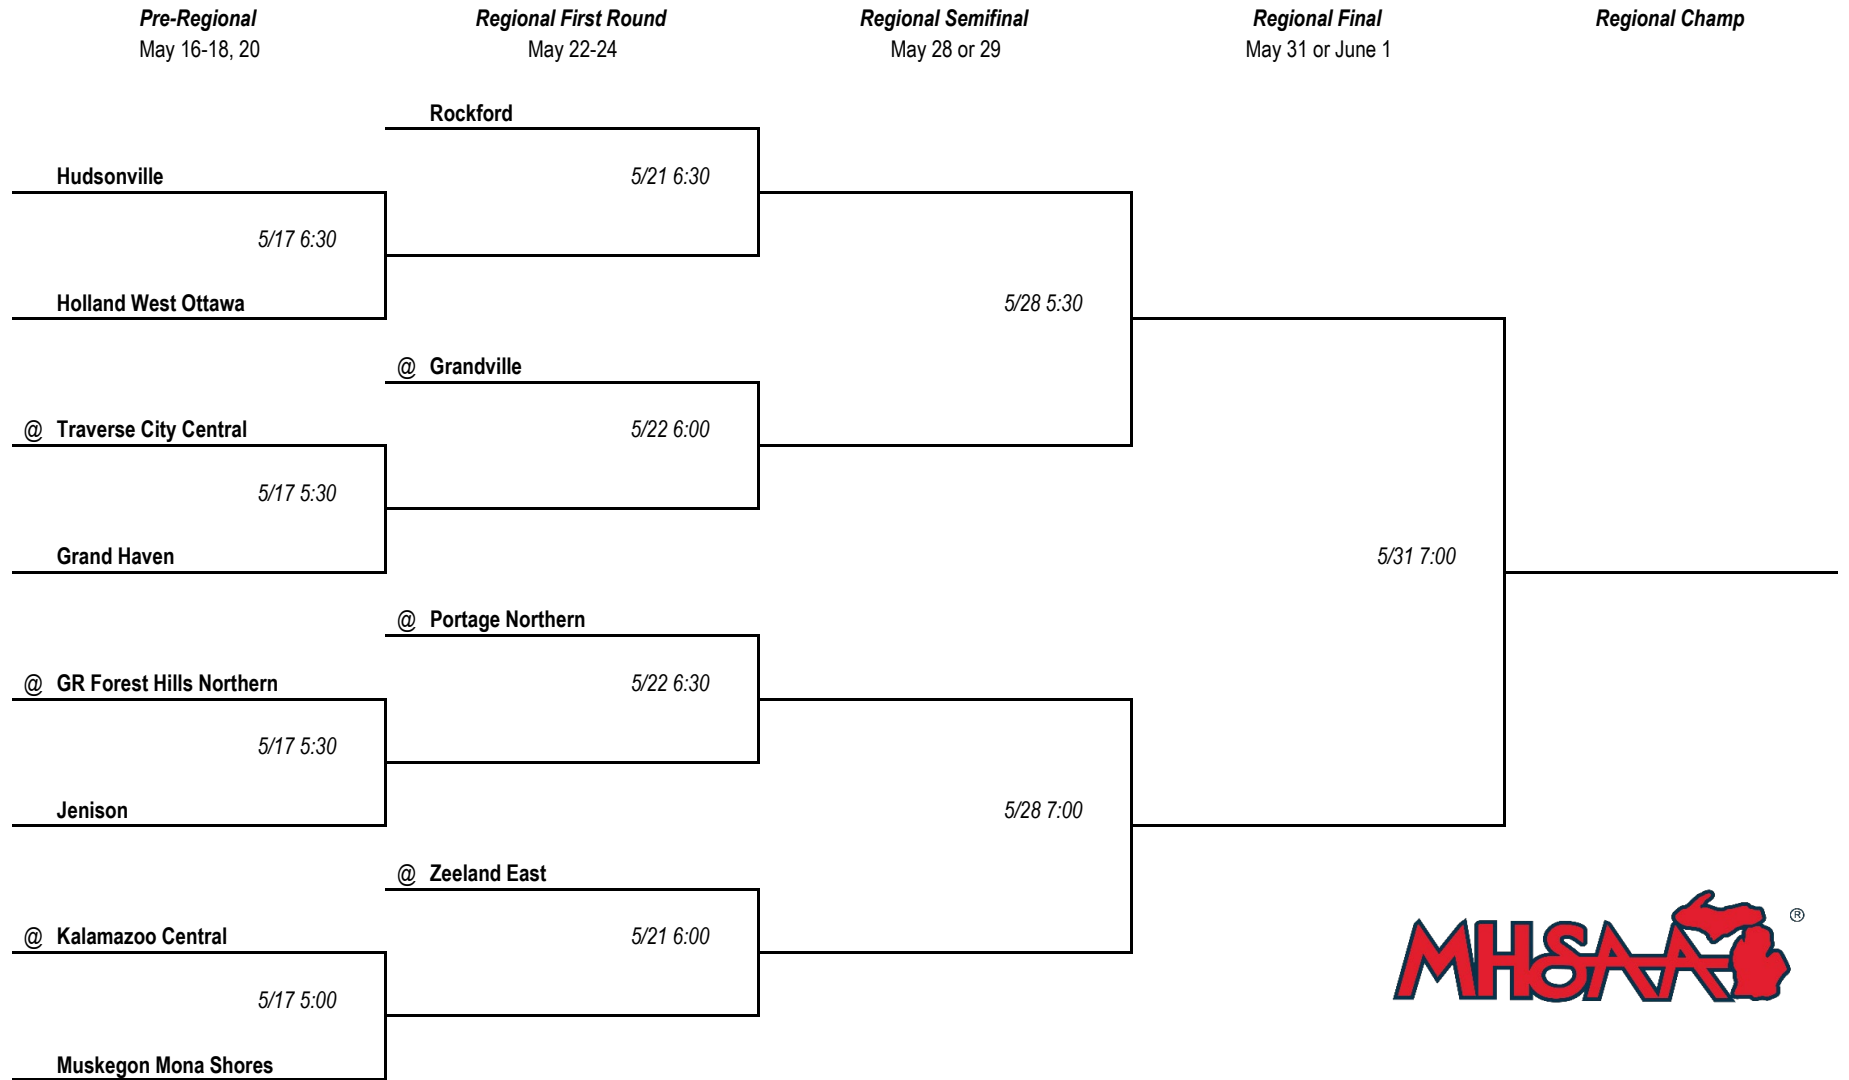 Pre-Regional Regional First Round Regional Semifinal Regional Final Regional Champ
May 16-18, 20 May 22-24 May 28 or 29 May 31 or June 1
Rockford
Hudsonville 5/21 6:30
5/17 6:30
Holland West Ottawa 5/28 5:30
@ Grandville
@ Traverse City Central 5/22 6:00
5/17 5:30
Grand Haven 5/31 7:00
@ Portage Northern
@ GR Forest Hills Northern 5/22 6:30
5/17 5:30
Jenison 5/28 7:00
@ Zeeland East
@ Kalamazoo Central 5/21 6:00
MHSAA ®
5/17 5:00
Muskegon Mona Shores